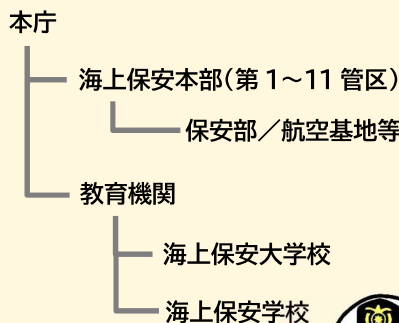 本庁
海上保安本部（第1～11管区）
保安部／航空基地等
教育機関
海上保安大学校
海上保安学校